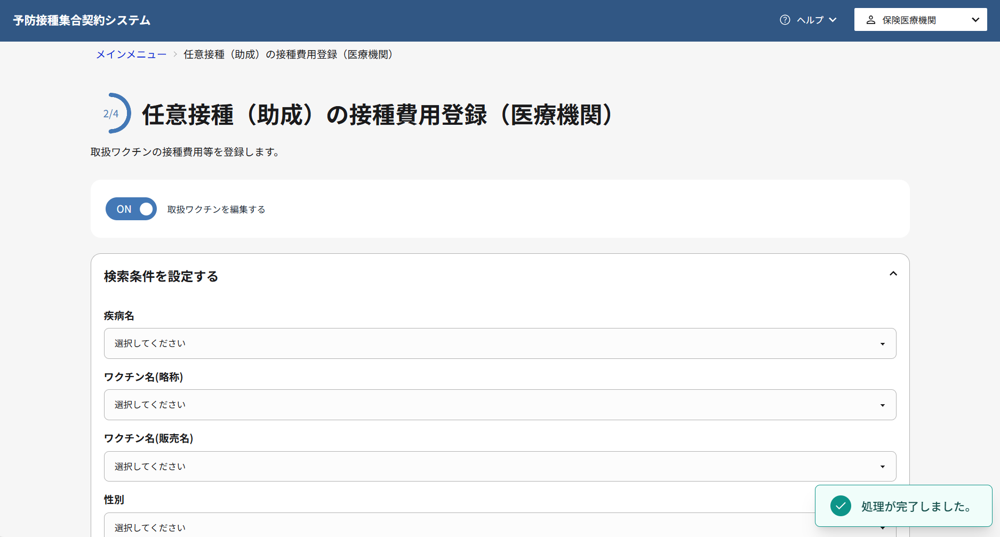 予防接種集合契約システム
ヘルプ
保険医療機関
メインメニュー
任意接種（助成）の接種費用登録（医療機関）
2/4
任意接種（助成）の接種費用登録（医療機関）
取扱ワクチンの接種費用等を登録します。
ON
取扱ワクチンを編集する
検索条件を設定する
疾病名
選択してください
ワクチン名(略称)
選択してください
ワクチン名(販売名)
選択してください
性別
選択してください
処理が完了しました。